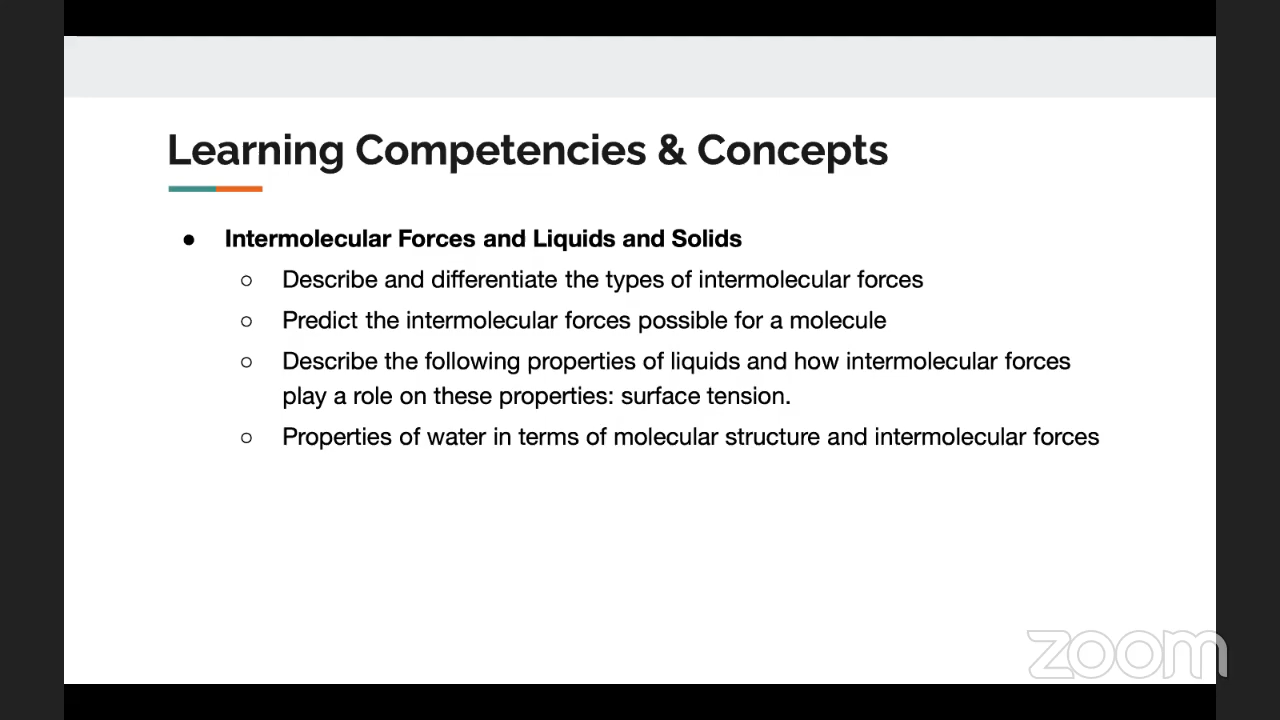 Learning Competencies & Concepts
● Intermolecular Forces and Liquids and Solids
○ Describe and differentiate the types of intermolecular forces
○ Predict the intermolecular forces possible for a molecule
○ Describe the following properties of liquids and how intermolecular forces
play a role on these properties: surface tension.
○ Properties of water in terms of molecular structure and intermolecular forces
zoom